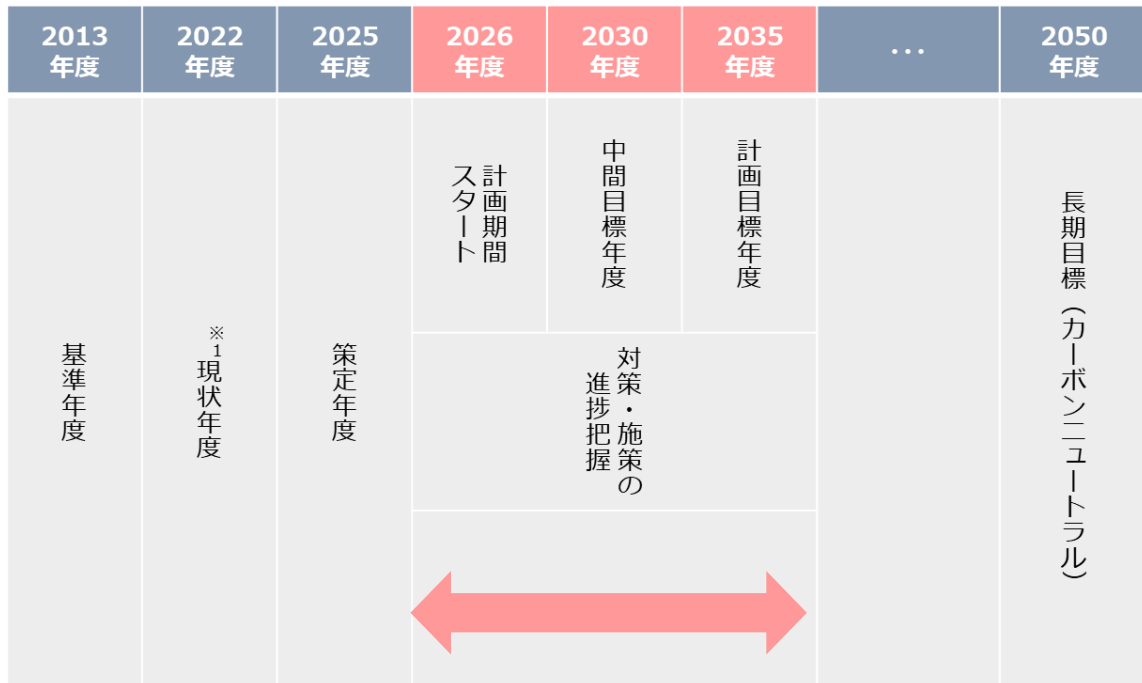 2013
年度
2022
年度
2025
年度
2026
年度
2030
年度
2035
年度
...
2050
年度
基準年度
※1現状年度
策定年度
計画期間
スタート
中間目標年度
計画目標年度
対策・施策の
進捗把握
長期目標（カーボンニュートラル）